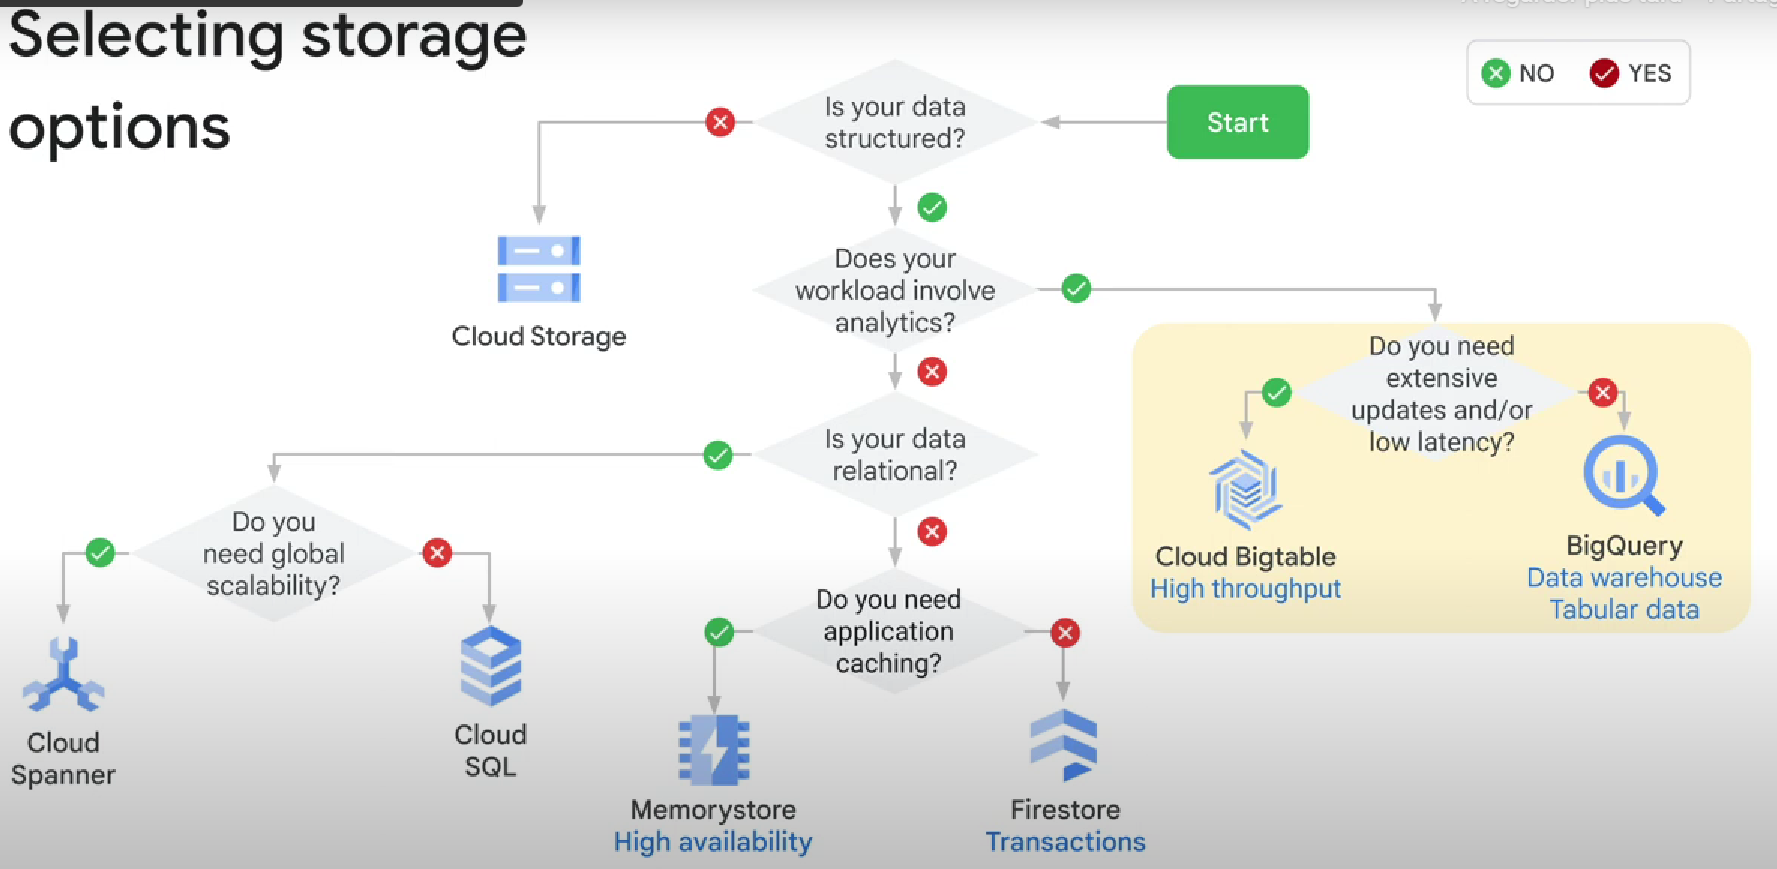 Selecting storage
options
NO
YES
Start
Is your data
structured?
Cloud Storage
Does your
workload involve
analytics?
Do you need
extensive
updates and/or
low latency?
Cloud Bigtable
High throughput
BigQuery
Data warehouse
Tabular data
Is your data
relational?
Do you
need global
scalability?
Cloud
Spanner
Cloud
SQL
Do you need
application
caching?
Memorystore
High availability
Firestore
Transactions